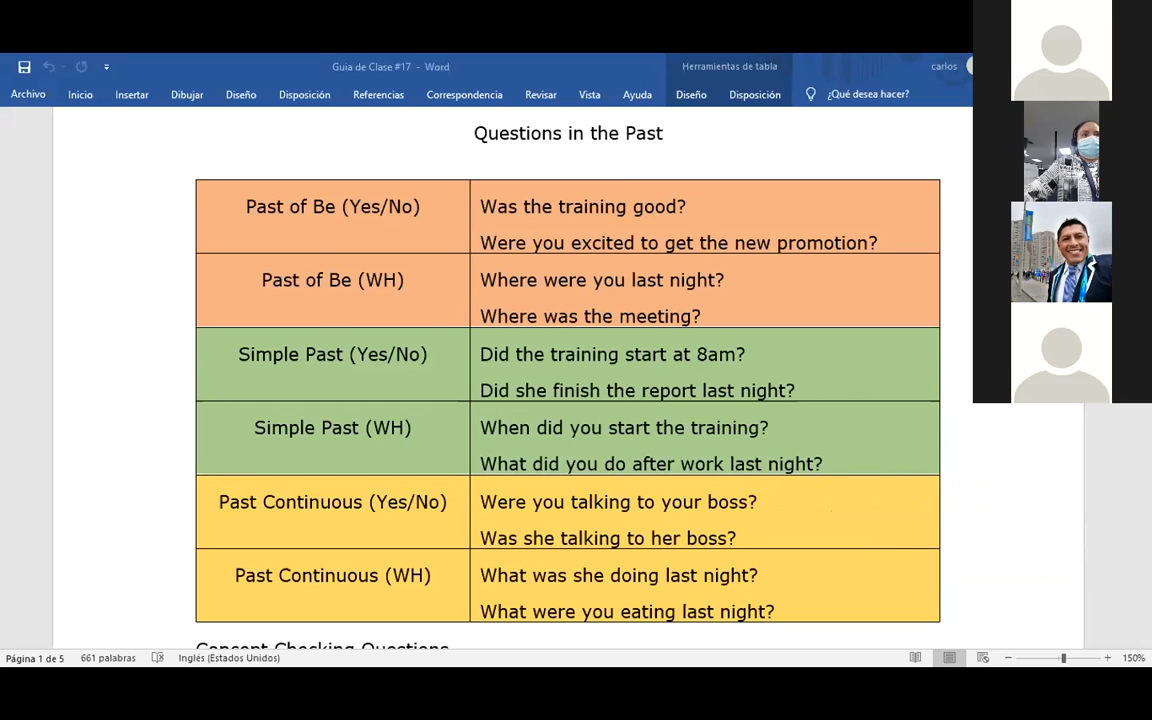 Guia de Clase #17 - Word
Herramientas de tabla
carlos
Archivo Inicio Insertar Dibujar Diseño Disposición Referencias Correspondencia Revisar Vista Ayuda Diseño Disposición ¿Qué desea hacer?
Questions in the Past
Past of Be (Yes/No)
Was the training good?
Were you excited to get the new promotion?
Past of Be (WH)
Where were you last night?
Where was the meeting?
Simple Past (Yes/No)
Did the training start at 8am?
Did she finish the report last night?
Simple Past (WH)
When did you start the training?
What did you do after work last night?
Past Continuous (Yes/No)
Were you talking to your boss?
Was she talking to her boss?
Past Continuous (WH)
What was she doing last night?
What were you eating last night?
Concept Checking Questions
Página 1 de 5 661 palabras Inglés (Estados Unidos) 150%